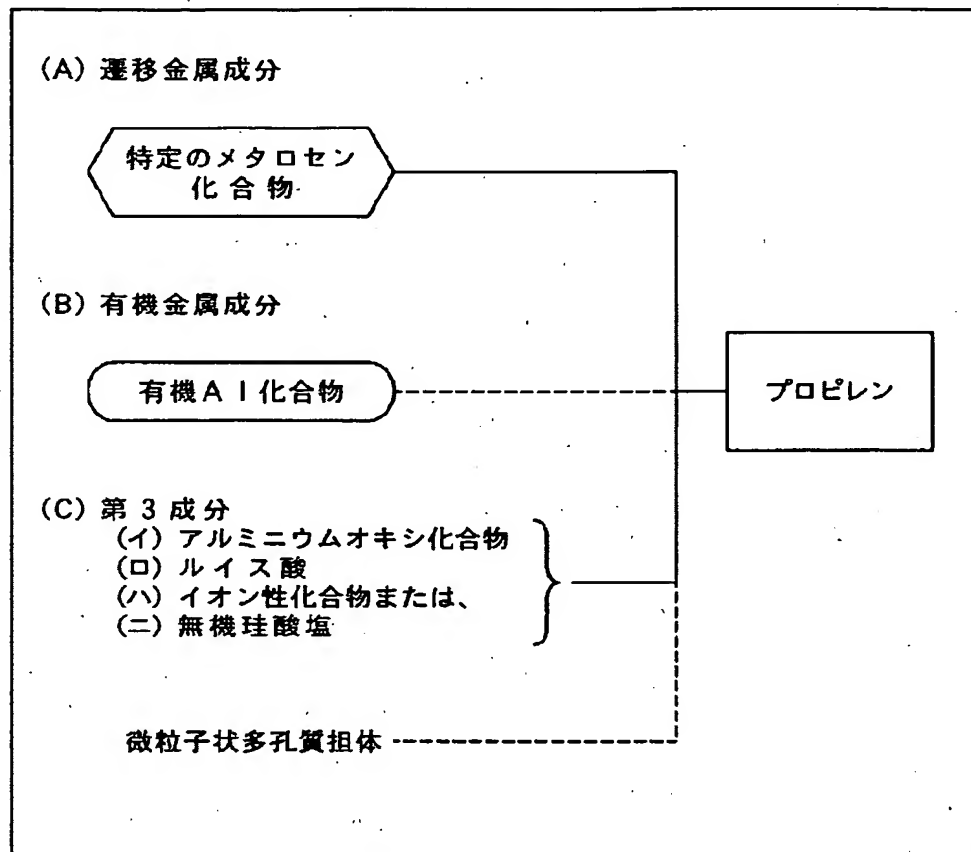 (A) 遷移金属成分
特定のメタロセン
化合物
(B) 有機金属成分
有機Al化合物
プロピレン
(C) 第3成分
(イ) アルミニウムオキシ化合物
(ロ) ルイス酸
(ハ) イオン性化合物または、
(ニ) 無機珪酸塩
微粒子状多孔質担体